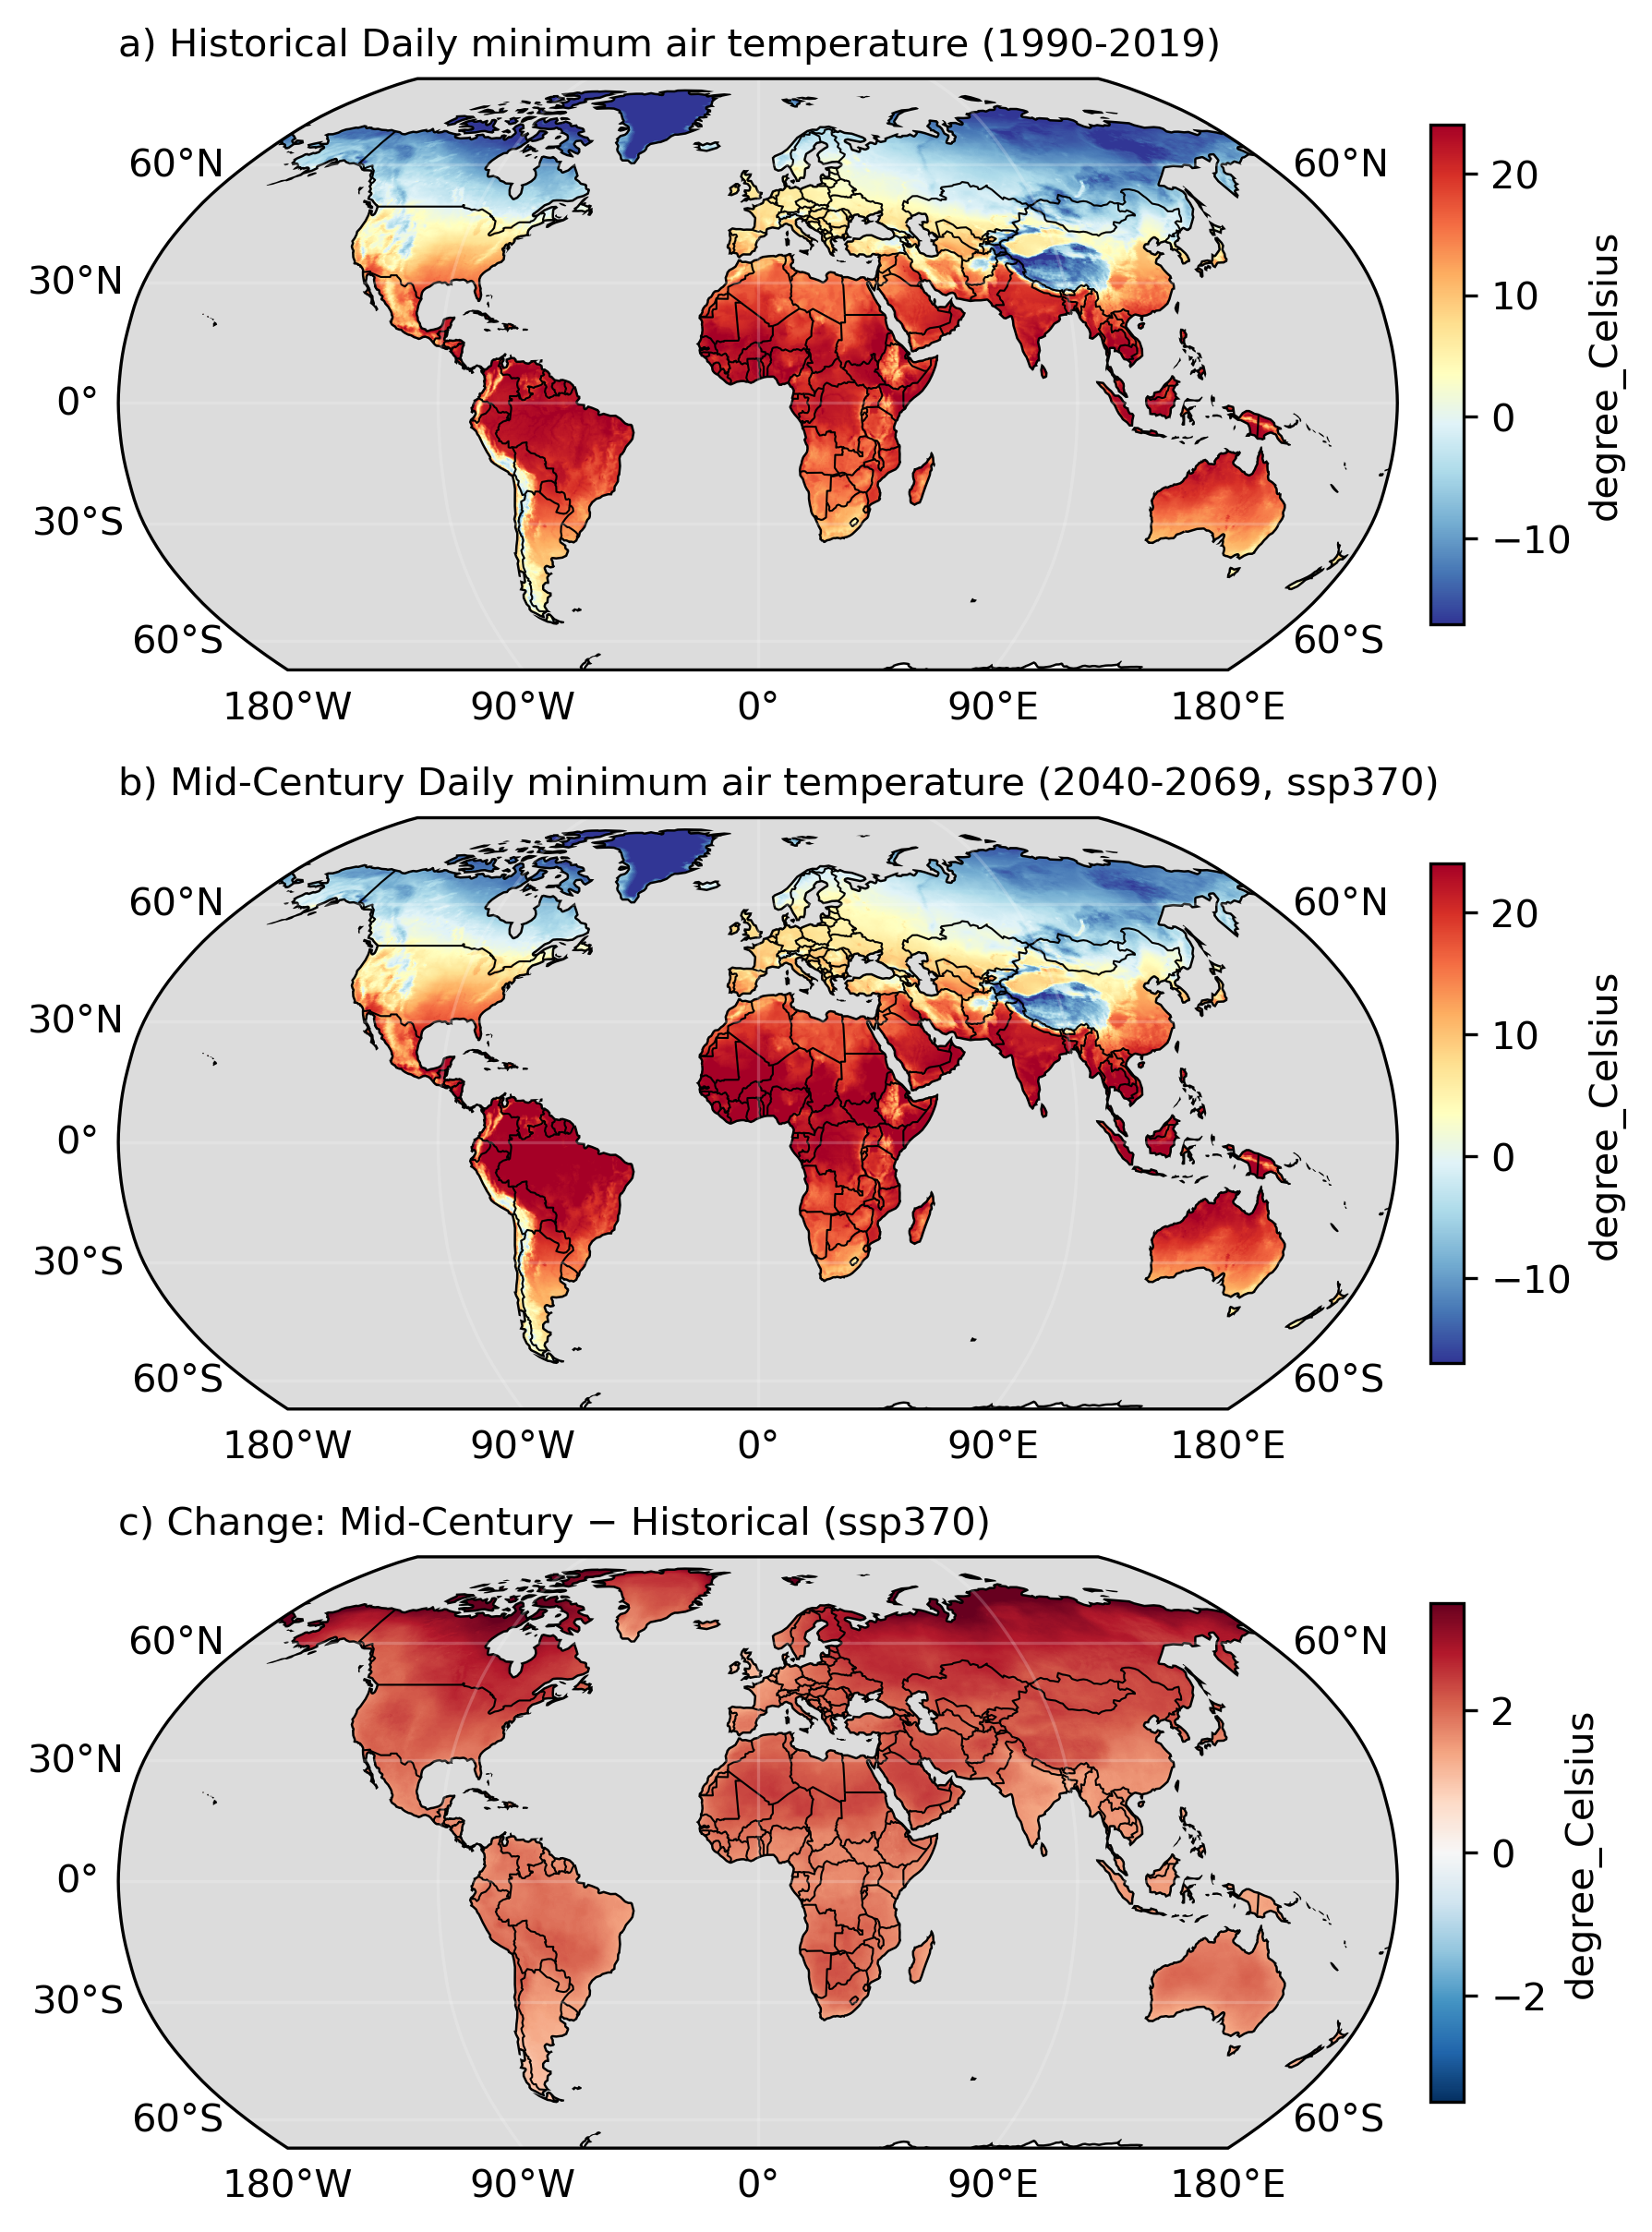 a) Historical Daily minimum air temperature (1990-2019)
60°N
60°N
30°N
0°
30°S
60°S
60°S
180°W
90°W
0°
90°E
180°E
20
10
0
−10
degree_Celsius
b) Mid-Century Daily minimum air temperature (2040-2069, ssp370)
60°N
60°N
30°N
0°
30°S
60°S
60°S
180°W
90°W
0°
90°E
180°E
20
10
0
−10
degree_Celsius
c) Change: Mid-Century − Historical (ssp370)
60°N
60°N
30°N
0°
30°S
60°S
60°S
180°W
90°W
0°
90°E
180°E
2
0
−2
degree_Celsius